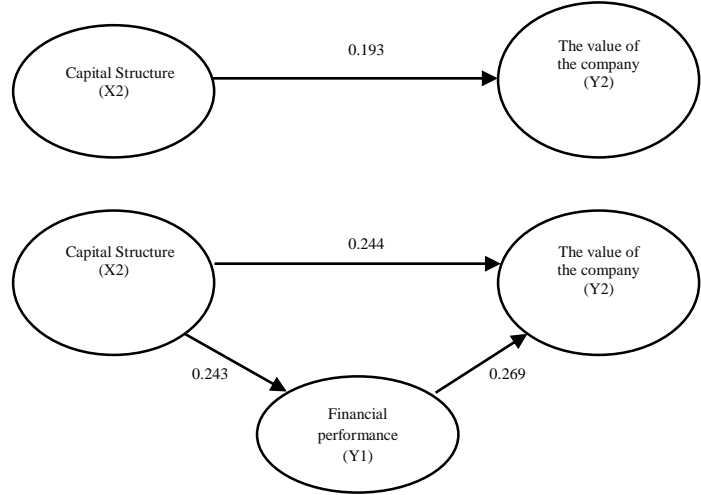 0.193
Capital Structure
(X2)
The value of
the company
(Y2)
Capital Structure
(X2)
0.244
The value of
the company
(Y2)
0.243
0.269
Financial
performance
(Y1)